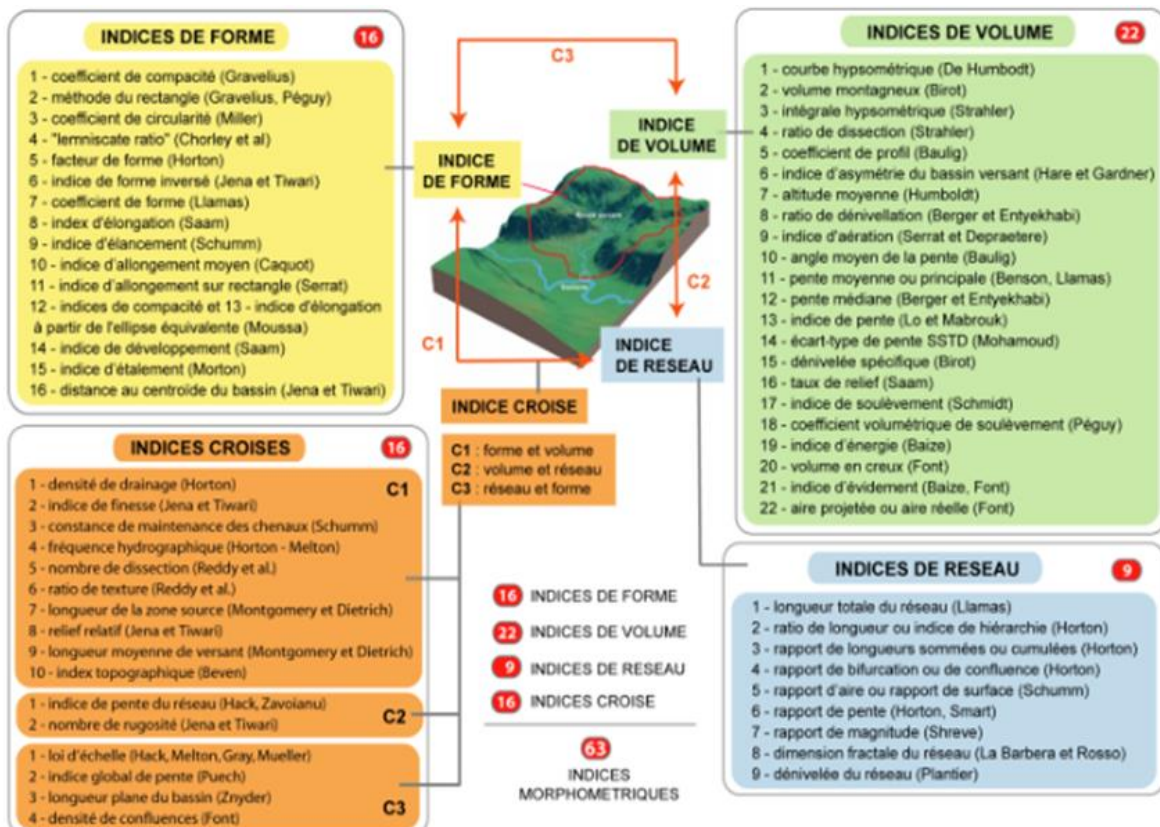 INDICES DE FORME
16
1 - coefficient de compacité (Gravelius)
2 - méthode du rectangle (Gravelius, Péguy)
3 - coefficient de circularité (Miller)
4 - "lemniscate ratio" (Chorley et al)
5 - facteur de forme (Horton)
6 - indice de forme inversé (Jena et Tiwari)
7 - coefficient de forme (Llamas)
8 - index d'élongation (Saam)
9 - indice d'élancement (Schumm)
10 - indice d'allongement moyen (Caquot)
11 - indice d'allongement sur rectangle (Serrat)
12 - indices de compacité et 13 - indice d'élongation
à partir de l'ellipse équivalente (Moussa)
14 - indice de développement (Saam)
15 - indice d'étalement (Morton)
16 - distance au centroïde du bassin (Jena et Tiwari)
C3
INDICE
DE FORME
INDICE
DE VOLUME
C1
C2
INDICE
DE RESEAU
INDICE CROISE
C1 : forme et volume
C2 : volume et réseau
C3 : réseau et forme
INDICES DE VOLUME
22
1 - courbe hypsométrique (De Humbodt)
2 - volume montagneux (Birot)
3 - intégrale hypsométrique (Strahler)
4 - ratio de dissection (Strahler)
5 - coefficient de profil (Baulig)
6 - indice d'asymétrie du bassin versant (Hare et Gardner)
7 - altitude moyenne (Humboldt)
8 - ratio de dénivellation (Berger et Entyekhabi)
9 - indice d'aération (Serrat et Depraetere)
10 - angle moyen de la pente (Baulig)
11 - pente moyenne ou principale (Benson, Llamas)
12 - pente médiane (Berger et Entyekhabi)
13 - indice de pente (Lo et Mabrouk)
14 - écart-type de pente SSTD (Mohamoud)
15 - dénivelée spécifique (Birot)
16 - taux de relief (Saam)
17 - indice de soulèvement (Schmidt)
18 - coefficient volumétrique de soulèvement (Péguy)
19 - indice d'énergie (Baize)
20 - volume en creux (Font)
21 - indice d'évidement (Baize, Font)
22 - aire projetée ou aire réelle (Font)
INDICES CROISES
16
1 - densité de drainage (Horton)
C1
2 - indice de finesse (Jena et Tiwari)
3 - constance de maintenance des chenaux (Schumm)
4 - fréquence hydrographique (Horton - Melton)
5 - nombre de dissection (Reddy et al.)
6 - ratio de texture (Reddy et al.)
7 - longueur de la zone source (Montgomery et Dietrich)
8 - relief relatif (Jena et Tiwari)
9 - longueur moyenne de versant (Montgomery et Dietrich)
10 - index topographique (Beven)
1 - indice de pente du réseau (Hack, Zavoianu)
2 - nombre de rugosité (Jena et Tiwari)
C2
1 - loi d'échelle (Hack, Melton, Gray, Mueller)
2 - indice global de pente (Puech)
3 - longueur plane du bassin (Znyder)
4 - densité de confluences (Font)
C3
16 INDICES DE FORME
22 INDICES DE VOLUME
9 INDICES DE RESEAU
16 INDICES CROISE
63
INDICES
MORPHOMETRIQUES
INDICES DE RESEAU
9
1 - longueur totale du réseau (Llamas)
2 - ratio de longueur ou indice de hiérarchie (Horton)
3 - rapport de longueurs sommées ou cumulées (Horton)
4 - rapport de bifurcation ou de confluence (Horton)
5 - rapport d'aire ou rapport de surface (Schumm)
6 - rapport de pente (Horton, Smart)
7 - rapport de magnitude (Shreve)
8 - dimension fractale du réseau (La Barbera et Rosso)
9 - dénivelée du réseau (Plantier)